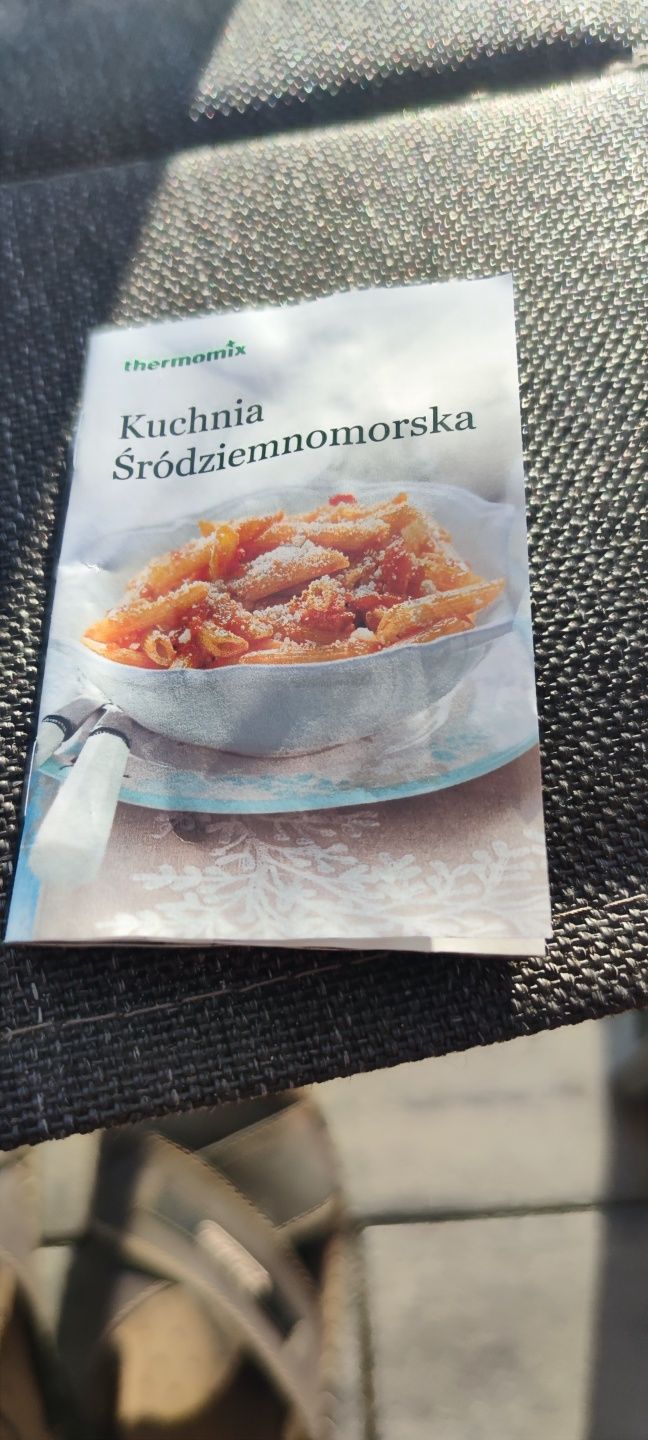 thermomix
Kuchnia
Śródziemnomorska